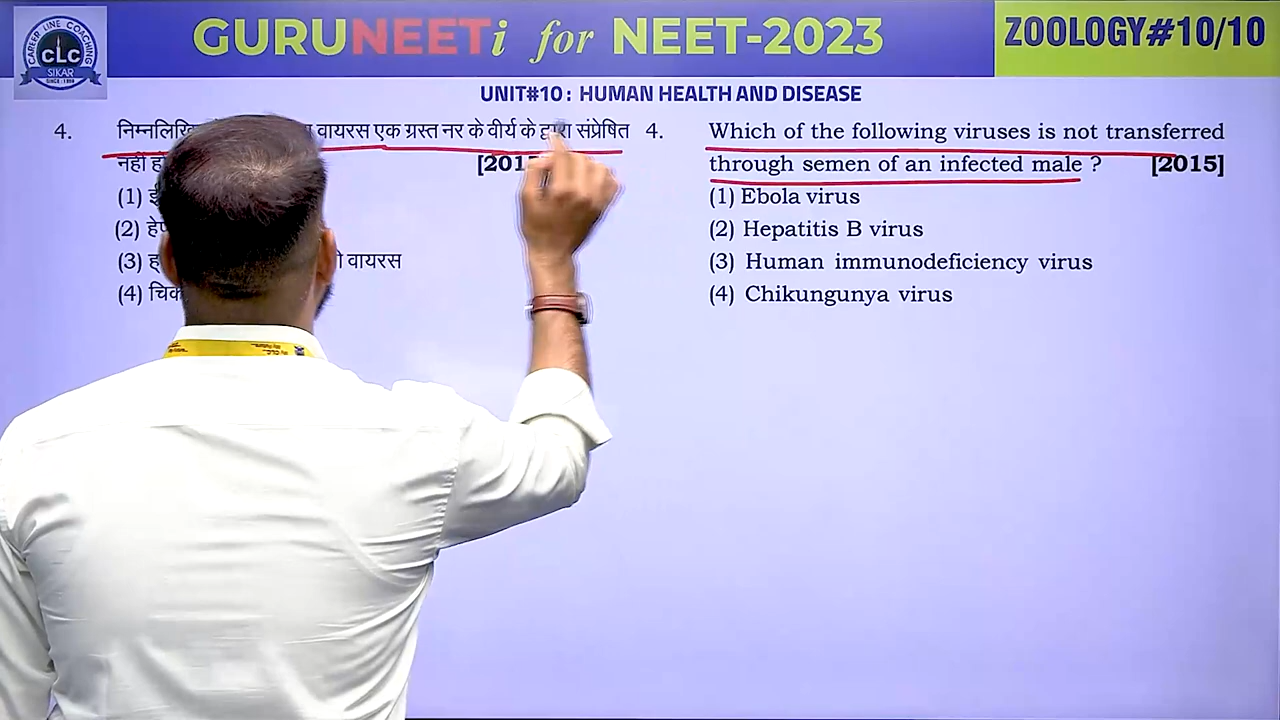 CAREER LINE COACHING
CLC
SIKAR
SINCE : 1996
GURUNEETi for NEET-2023
ZOOLOGY#10/10
UNIT#10 : HUMAN HEALTH AND DISEASE
4. वायरस एक ग्रस्त नर के वीर्य के द्वारा संप्रेषित
(1)
(2)
(3) वायरस
(4)
4. Which of the following viruses is not transferred
through semen of an infected male ? [2015]
(1) Ebola virus
(2) Hepatitis B virus
(3) Human immunodeficiency virus
(4) Chikungunya virus